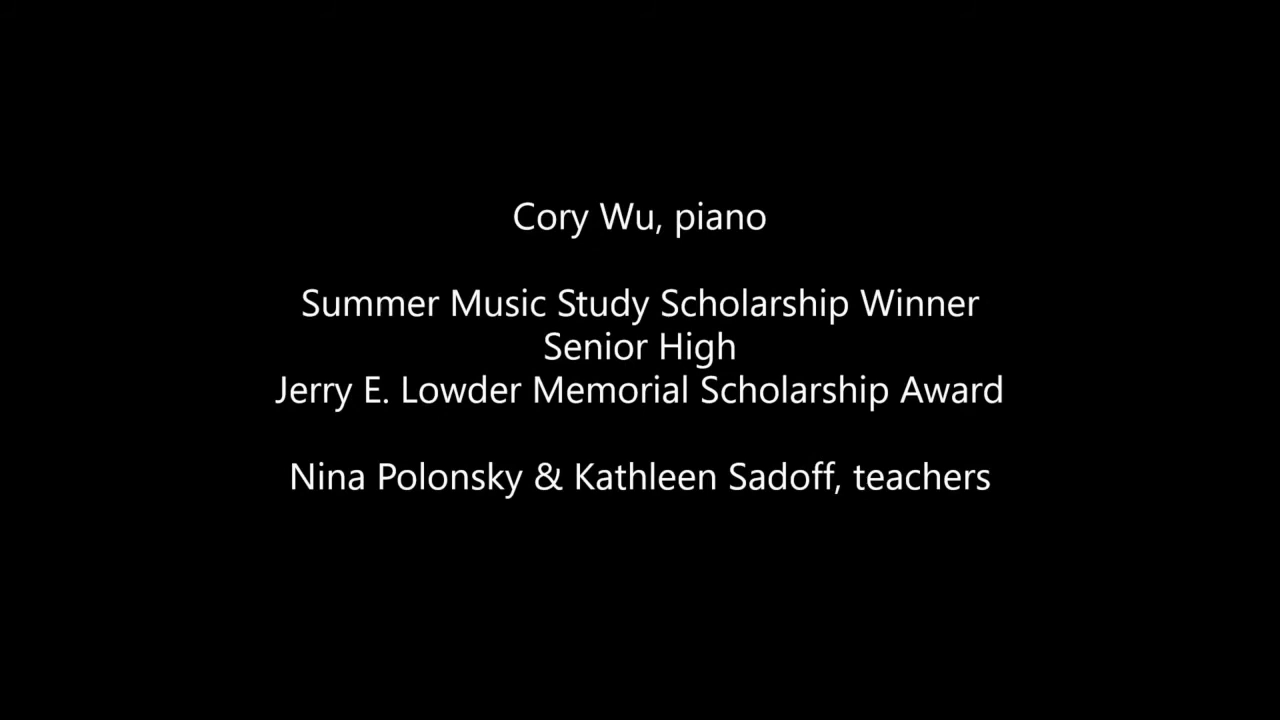 Cory Wu, piano
Summer Music Study Scholarship Winner
Senior High
Jerry E. Lowder Memorial Scholarship Award
Nina Polonsky & Kathleen Sadoff, teachers